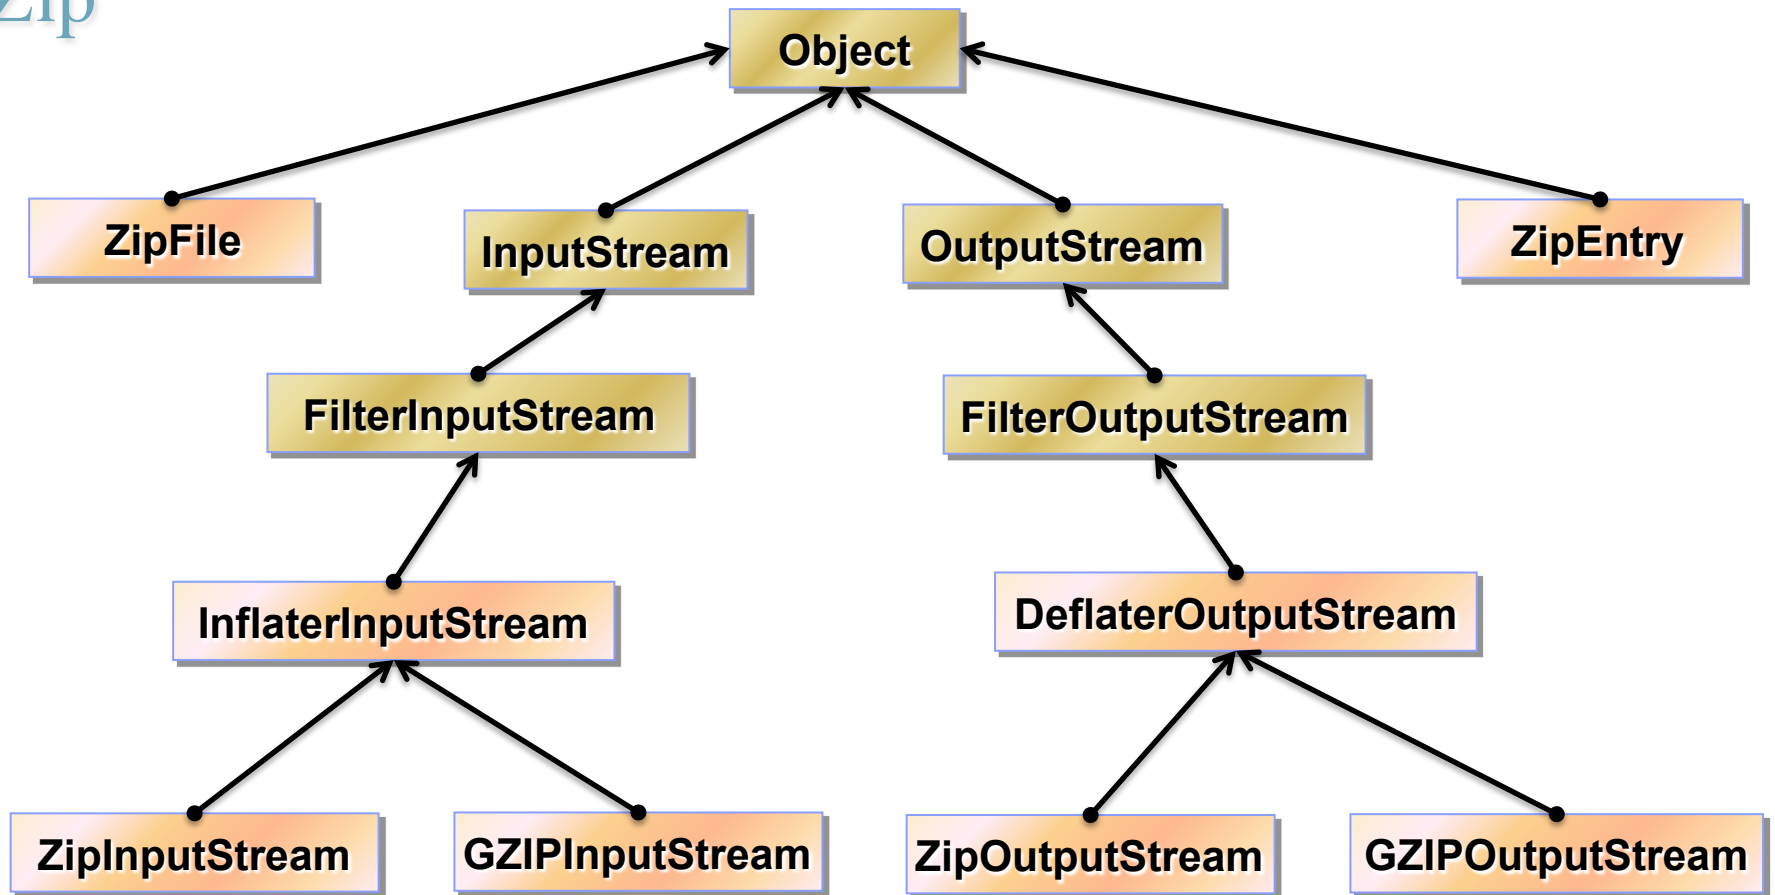 Zip
Object
ZipFile
InputStream
OutputStream
ZipEntry
FilterInputStream
FilterOutputStream
InflaterInputStream
DeflaterOutputStream
ZipInputStream
GZIPInputStream
ZipOutputStream
GZIPOutputStream